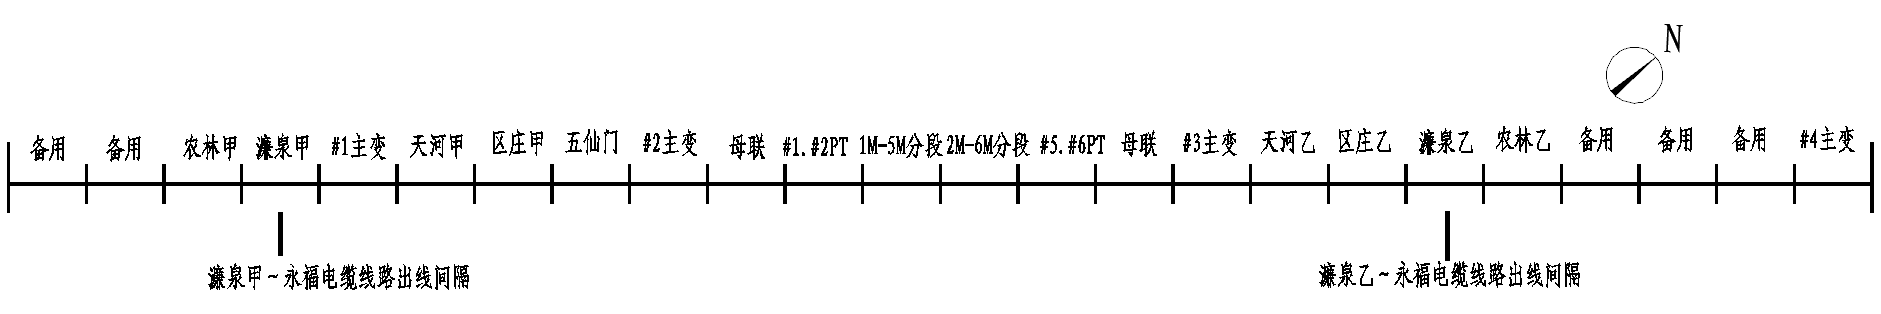 N
备用 备用 农林甲 濂泉甲 #1主变 天河甲 区庄甲 五仙门 #2主变 母联 #1.#2PT 1M-5M分段 2M-6M分段 #5.#6PT 母联 #3主变 天河乙 区庄乙 濂泉乙 农林乙 备用 备用 备用 #4主变
濂泉甲~永福电缆线路出线间隔 濂泉乙~永福电缆线路出线间隔